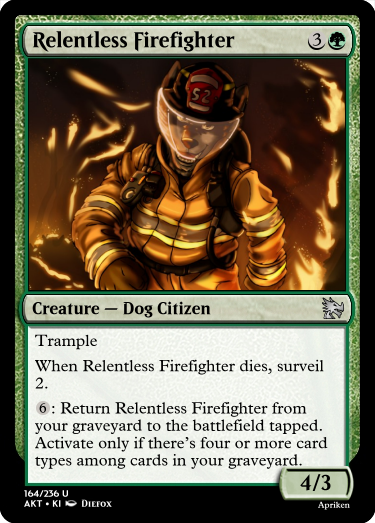 Relentless Firefighter 3
52
Creature — Dog Citizen
Trample
When Relentless Firefighter dies, surveil
2.
6: Return Relentless Firefighter from
your graveyard to the battlefield tapped.
Activate only if there's four or more card
types among cards in your graveyard.
4/3
164/236 U
AKT • KI Diefox
Apriken